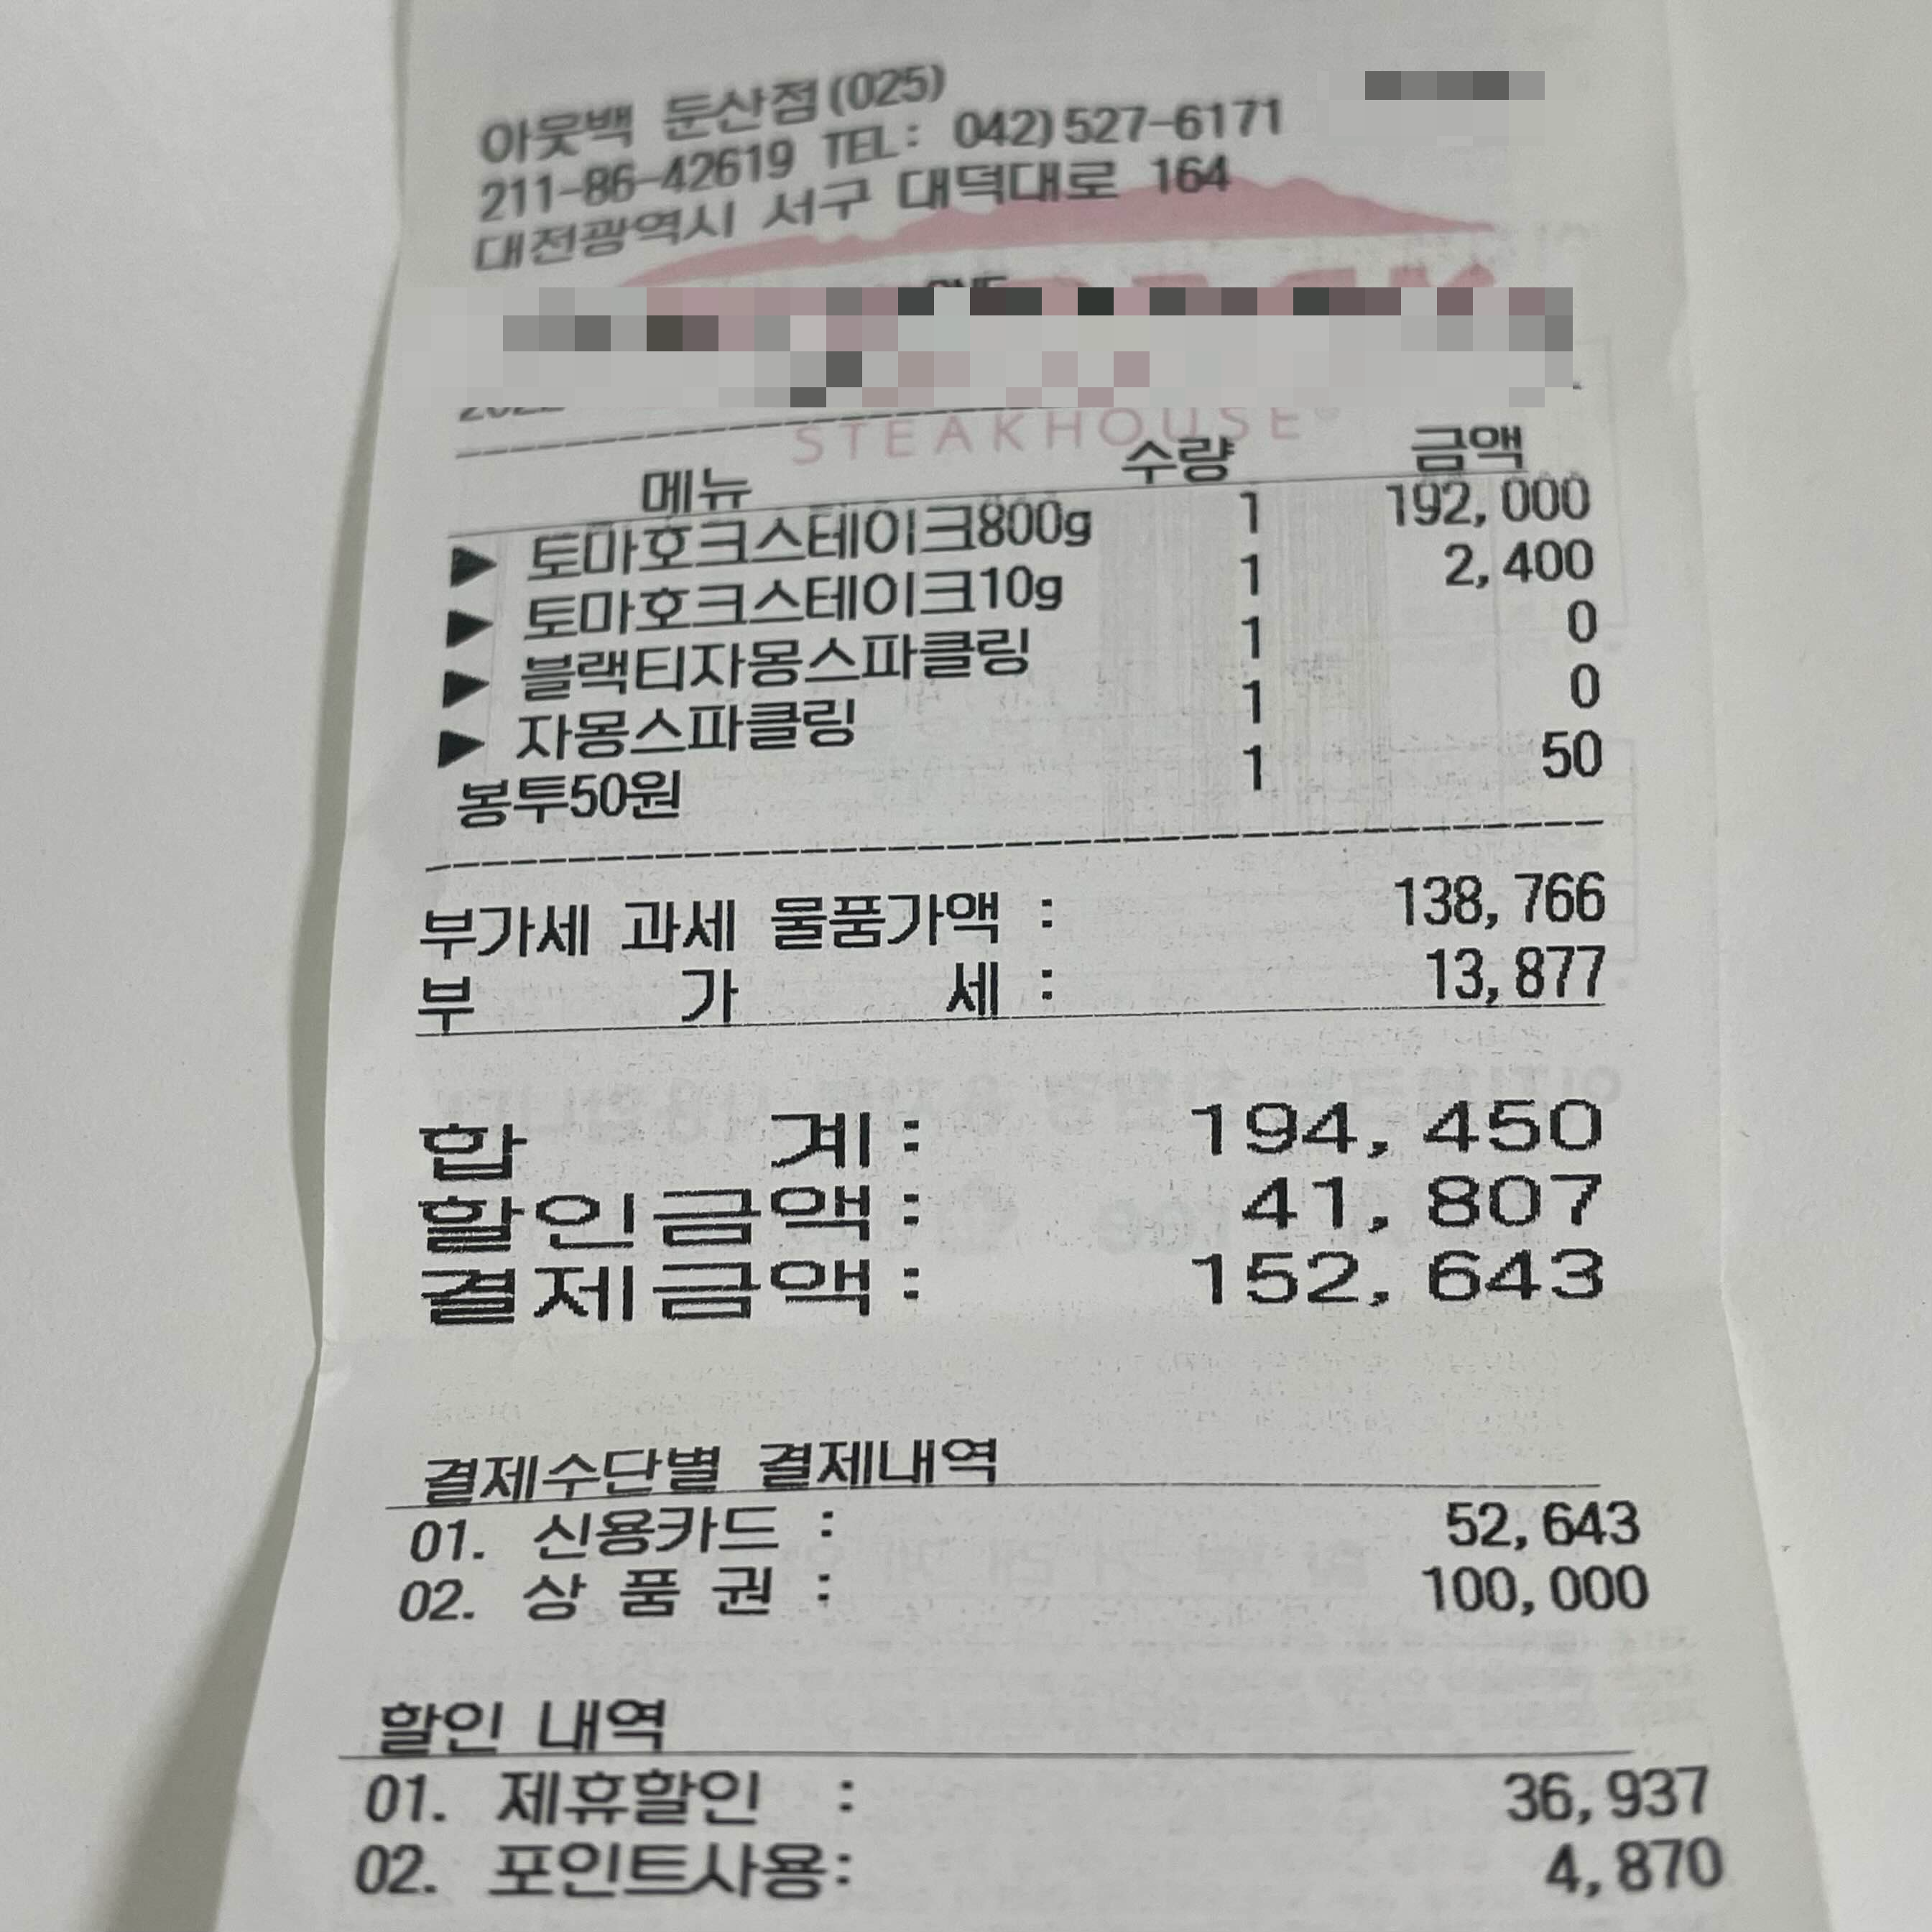 아웃백 둔산점(025)
211-86-42619 TEL: 042)527-6171
대전광역시 서구 대덕대로 164
STEAKHOUSE®
메뉴 수량 금액
▶ 토마호크스테이크800g 1 192,000
▶ 토마호크스테이크10g 1 2,400
▶ 블랙티자몽스파클링 1 0
▶ 자몽스파클링 1 0
봉투50원 1 50
부가세 과세 물품가액 : 138,766
부 가 세 : 13,877
합 계: 194,450
할인금액: 41,807
결제금액: 152,643
결제수단별 결제내역
01. 신용카드 : 52,643
02. 상 품 권 : 100,000
할인 내역
01. 제휴할인 : 36,937
02. 포인트사용: 4,870